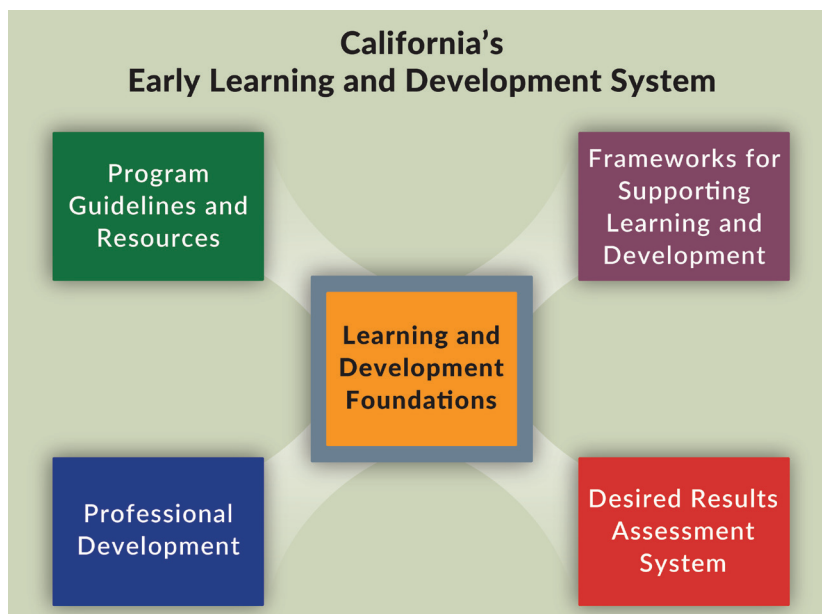 California’s
Early Learning and Development System
Program
Guidelines and
Resources
Frameworks for
Supporting
Learning and
Development
Learning and
Development
Foundations
Professional
Development
Desired Results
Assessment
System